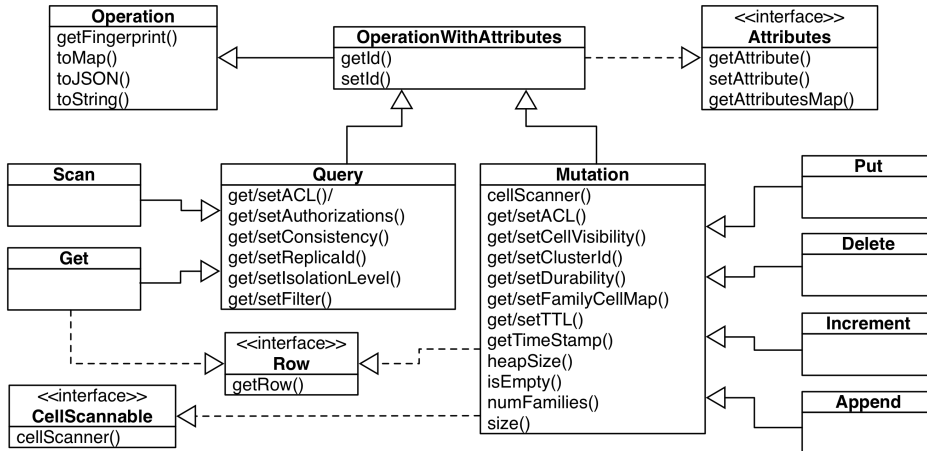 Operation
getFingerprint()
toMap()
toJSON()
toString()
OperationWithAttributes
getId()
setId()
<<interface>>
Attributes
getAttribute()
setAttribute()
getAttributesMap()
Scan
Get
Query
get/setACL()/
get/setAuthorizations()
get/setConsistency()
get/setReplicaId()
get/setIsolationLevel()
get/setFilter()
Mutation
cellScanner()
get/setACL()
get/setCellVisibility()
get/setClusterId()
get/setDurability()
get/setFamilyCellMap()
get/setTTL()
getTimeStamp()
heapSize()
isEmpty()
numFamilies()
size()
Put
Delete
Increment
Append
<<interface>>
Row
getRow()
<<interface>>
CellScannable
cellScanner()